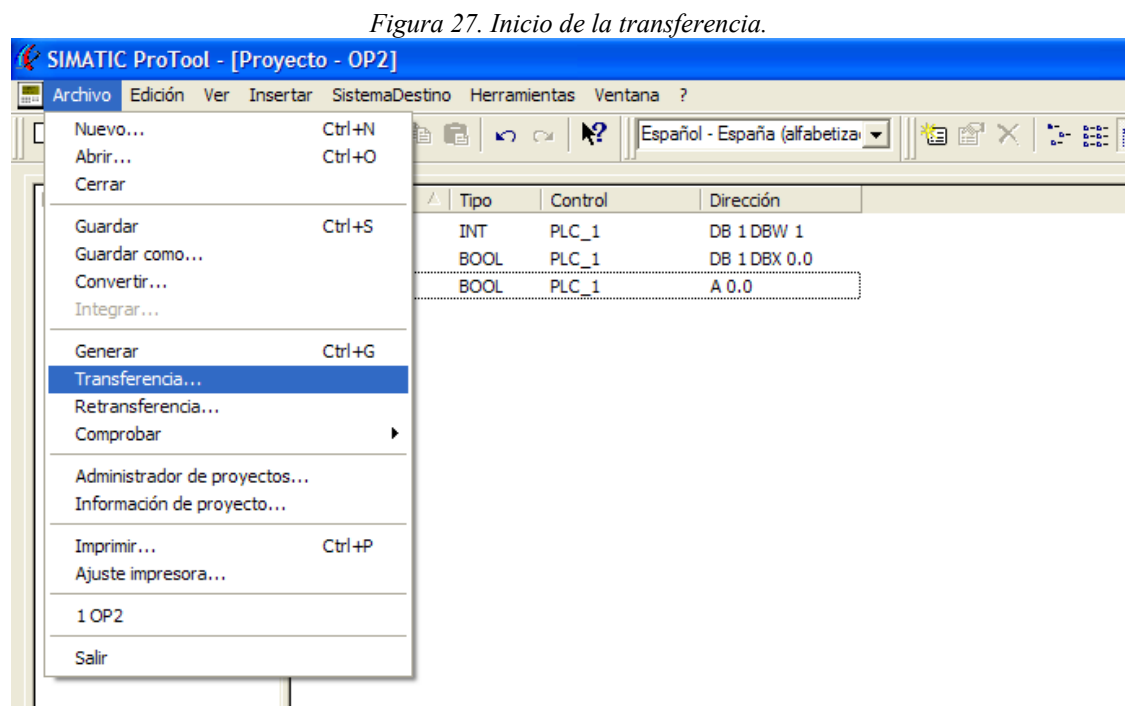 Figura 27. Inicio de la transferencia.
SIMATIC ProTool - [Proyecto - OP2]
Archivo Edición Ver Insertar SistemaDestino Herramientas Ventana ?
Español - España (alfabetiza
Nuevo... Ctrl+N
Abrir... Ctrl+O
Cerrar
Guardar Ctrl+S
Guardar como...
Convertir...
Integrar...
Generar Ctrl+G
Transferencia...
Retransferencia...
Comprobar
Administrador de proyectos...
Información de proyecto...
Imprimir... Ctrl+P
Ajuste impresora...
1 OP2
Salir
Tipo Control Dirección
INT PLC_1 DB 1 DBW 1
BOOL PLC_1 DB 1 DBX 0.0
BOOL PLC_1 A 0.0